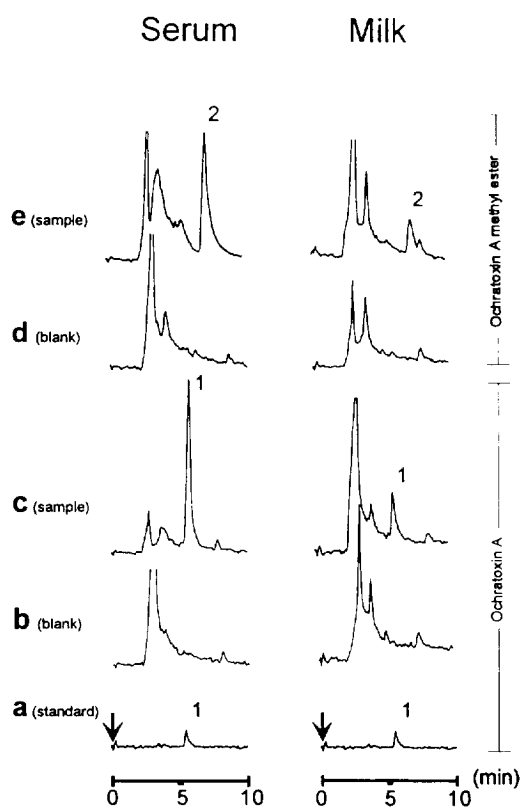 Serum Milk
2
2
e (sample)
d (blank)
Ochratoxin A methyl ester
1
1
c (sample)
b (blank)
Ochratoxin A
a (standard)
1
1
(min)
0 5 10 0 5 10